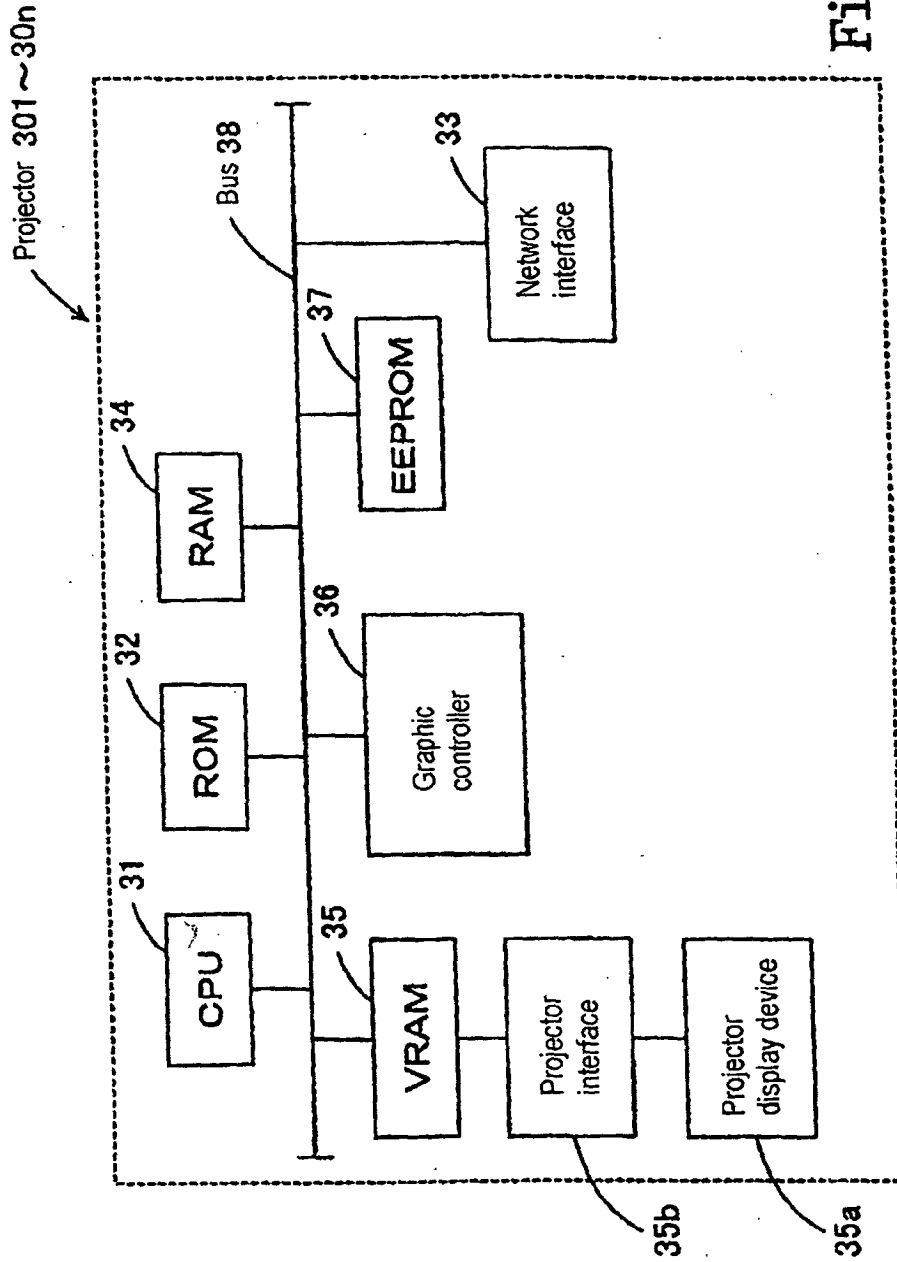 Projector 301～30n
31
CPU
32
ROM
34
RAM
Bus 38
35
VRAM
36
Graphic
controller
37
EEPROM
33
Network
interface
Projector
interface
35b
Projector
display device
35a
Fi